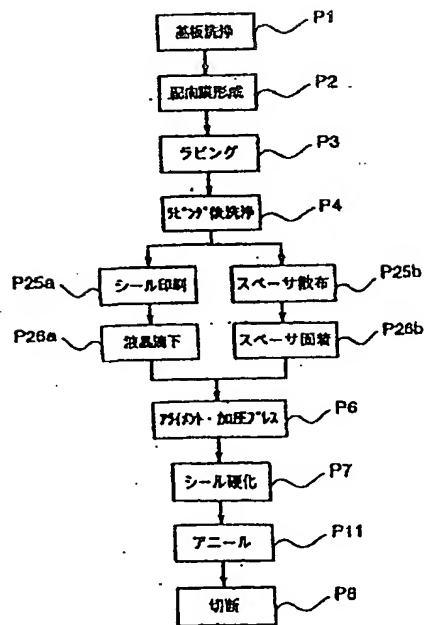 基板洗浄 P1
配向膜形成 P2
ラビング P3
ラビング後洗浄 P4
P25a シール印刷 スペーサ散布 P25b
P26a 液晶滴下 スペーサ固着 P26b
アライメント・加圧プレス P6
シール硬化 P7
アニール P11
切断 P8